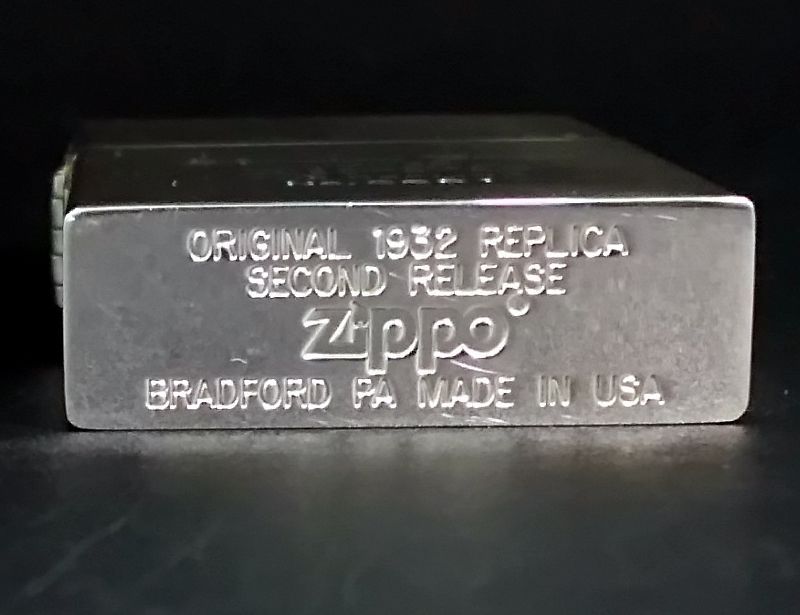 ORIGINAL 1932 REPLICA
SECOND RELEASE
Zippo
BRADFORD PA MADE IN USA